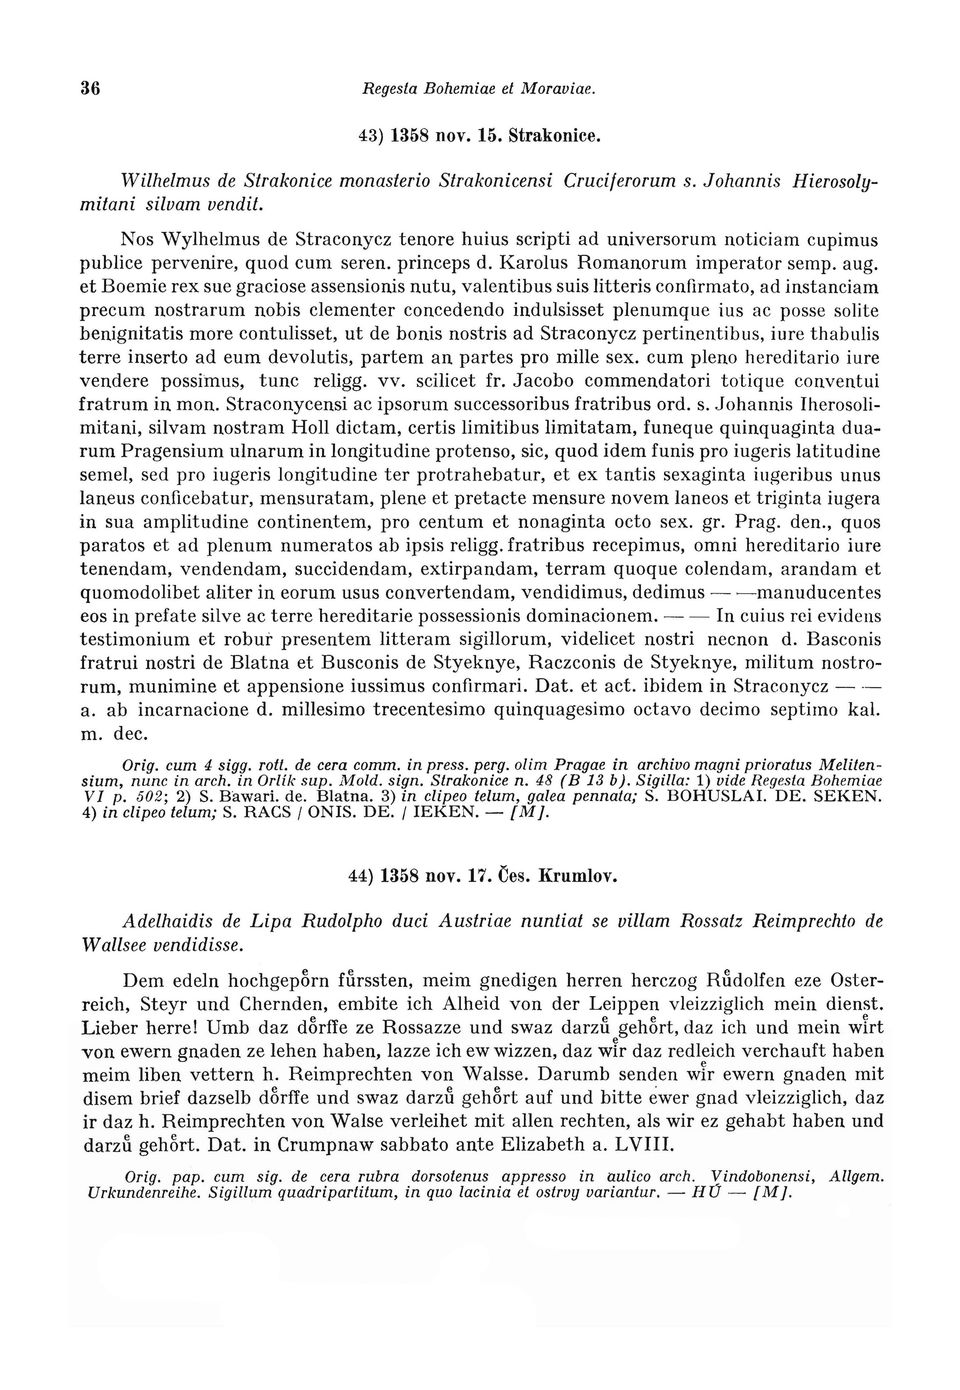 36 Regesta Bohemiae et Moraviae.
43) 1358 nov. 15. Strakonice.
Wilhelmus de Strakonice monasterio Strakonicensi Cruciferorum s. Johannis Hierosoly-
mitani silvam vendit.
Nos Wylhelmus de Straconycz tenore huius scripti ad universorum noticiam cupimus
publice pervenire, quod cum seren. princeps d. Karolus Romanorum imperator semp. aug.
et Boemie rex sue graciose assensionis nutu, valentibus suis litteris confirmato, ad instanciam
precum nostrarum nobis clementer concedendo indulsisset plenumque ius ac posse solite
benignitatis more contulisset, ut de bonis nostris ad Straconycz pertinentibus, iure thabulis
terre inserto ad eum devolutis, partem an partes pro mille sex. cum pleno hereditario iure
vendere possimus, tunc religg. vv. scilicet fr. Jacobo commendatori totique conventui
fratrum in mon. Straconycensi ac ipsorum successoribus fratribus ord. s. Johannis Iherosoli-
mitani, silvam nostram Holl dictam, certis limitibus limitatam, funeque quinquaginta dua-
rum Pragensium ulnarum in longitudine protenso, sic, quod idem funis pro iugeris latitudine
semel, sed pro iugeris longitudine ter protrahebatur, et ex tantis sexaginta iugeribus unus
laneus conficebatur, mensuratam, plene et pretacte mensure novem laneos et triginta iugera
in sua amplitudine continentem, pro centum et nonaginta octo sex. gr. Prag. den., quos
paratos et ad plenum numeratos ab ipsis religg. fratribus recepimus, omni hereditario iure
tenendam, vendendam, succidendam, extirpandam, terram quoque colendam, arandam et
quomodolibet aliter in eorum usus convertendam, vendidimus, dedimus — —manuducentes
eos in prefate silve ac terre hereditarie possessionis dominacionem. — — In cuius rei evidens
testimonium et robur presentem litteram sigillorum, videlicet nostri necnon d. Basconis
fratrui nostri de Blatna et Busconis de Styeknye, Raczconis de Styeknye, militum nostro-
rum, munimine et appensione iussimus confirmari. Dat. et act. ibidem in Straconycz — —
a. ab incarnacione d. millesimo trecentesimo quinquagesimo octavo decimo septimo kal.
m. dec.
Orig. cum 4 sigg. rott. de cera comm. in press. perg. olim Pragae in archivo magni prioratus Meliten-
sium, nunc in arch. in Orlík sup. Mold. sign. Strakonice n. 48 (B 13 b). Sigilla: 1) vide Regesta Bohemiae
VI p. 502; 2) S. Bawari. de. Blatna. 3) in clipeo telum, galea pennata; S. BOHUSLAI. DE. SEKEN.
4) in clipeo telum; S. RACS / ONIS. DE. / IEKEN. — [M].
44) 1358 nov. 17. Čes. Krumlov.
Adelhaidis de Lipa Rudolpho duci Austriae nuntiat se villam Rossatz Reimprechto de
Wallsee vendidisse.
Dem edeln hochgepoͤrn fuͤrssten, meim gnedigen herren herczog Ruͤdolfen eze Oster-
reich, Steyr und Chernden, embite ich Alheid von der Leippen vleizziglich mein dienst.
Lieber herre! Umb daz doͤrffe ze Rossazze und swaz darzuͤ gehoͤrt, daz ich und mein wiͤrt
von ewern gnaden ze lehen haben, lazze ich ew wizzen, daz wiͤr daz redleich verchauft haben
meim liben vettern h. Reimprechten von Walsse. Darumb senden wiͤr ewern gnaden mit
disem brief dazselb doͤrffe und swaz darzuͤ gehoͤrt auf und bitte ewer gnad vleizziglich, daz
ir daz h. Reimprechten von Walse verleihet mit allen rechten, als wir ez gehabt haben und
darzuͤ gehoͤrt. Dat. in Crumpnaw sabbato ante Elizabeth a. LVIII.
Orig. pap. cum sig. de cera rubra dorsotenus appresso in aulico arch. Vindobonensi, Allgem.
Urkundenreihe. Sigillum quadripartitum, in quo lacinia et ostrvy variantur. — HÚ — [M].